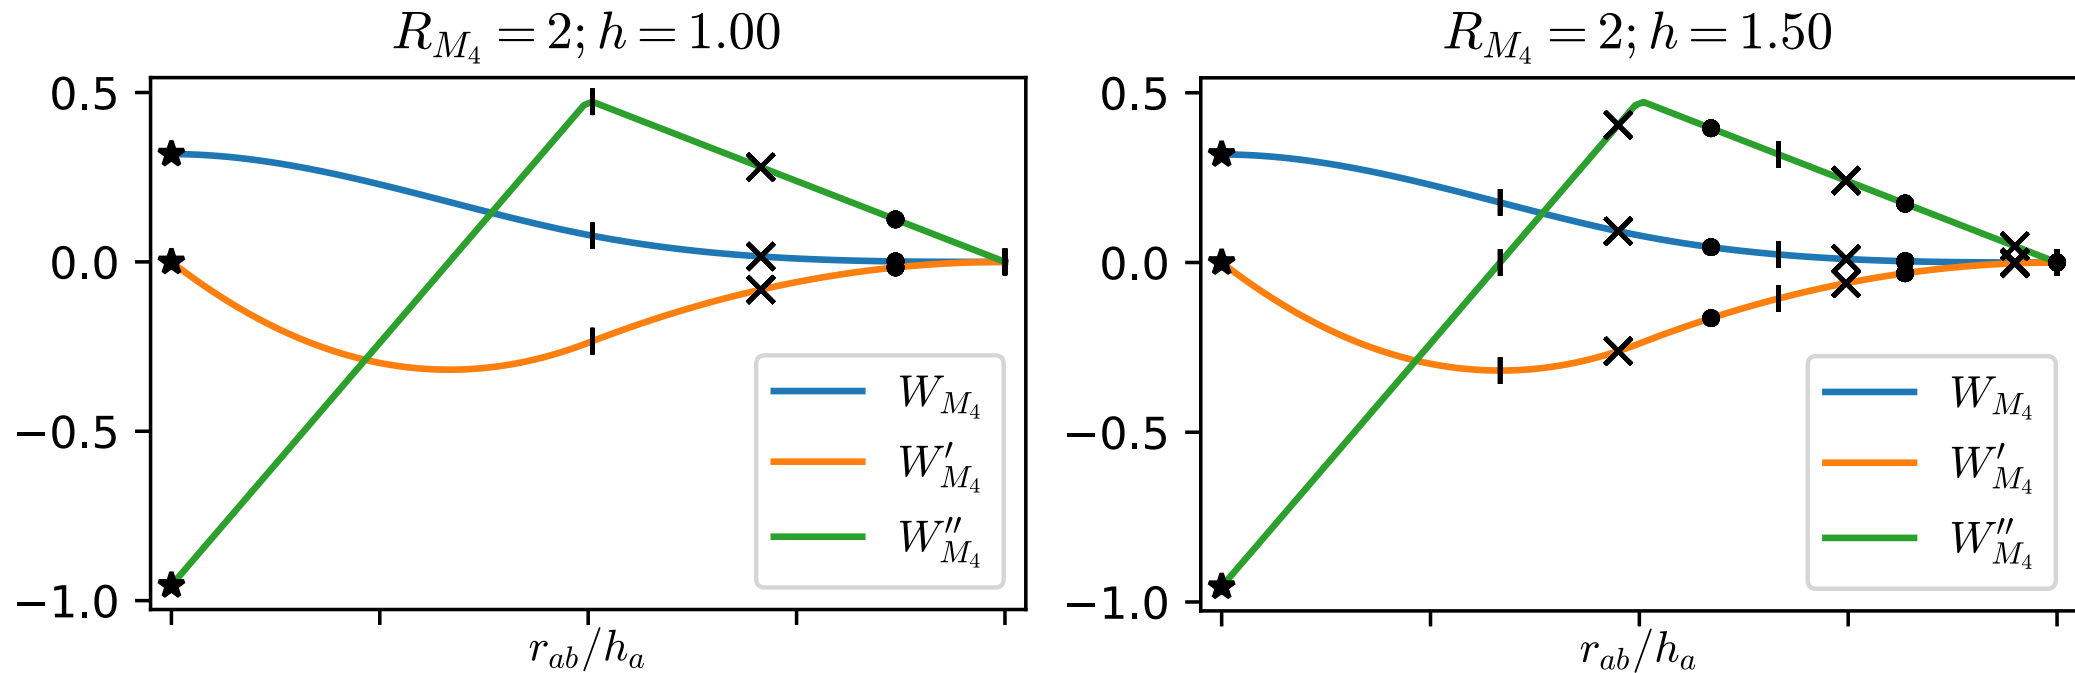 R_{M_4} = 2; h = 1.00
0.5
0.0
−0.5
−1.0
W_{M_4}
W'_{M_4}
W''_{M_4}
r_{ab}/h_a
R_{M_4} = 2; h = 1.50
0.5
0.0
−0.5
−1.0
W_{M_4}
W'_{M_4}
W''_{M_4}
r_{ab}/h_a